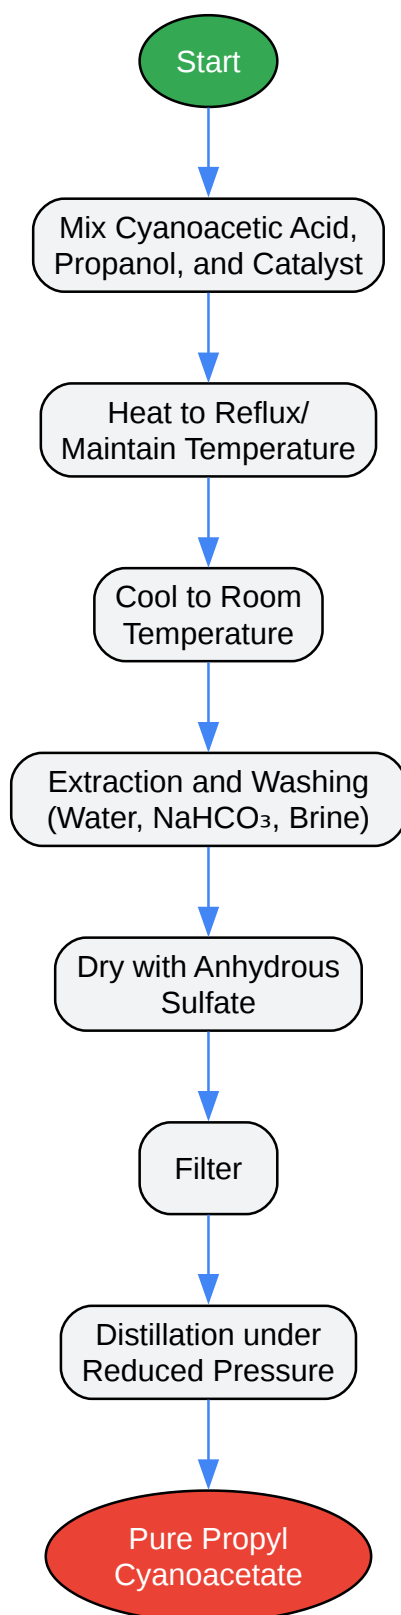 Start
Mix Cyanoacetic Acid,
Propanol, and Catalyst
Heat to Reflux/
Maintain Temperature
Cool to Room
Temperature
Extraction and Washing
(Water, NaHCO₃, Brine)
Dry with Anhydrous
Sulfate
Filter
Distillation under
Reduced Pressure
Pure Propyl
Cyanoacetate